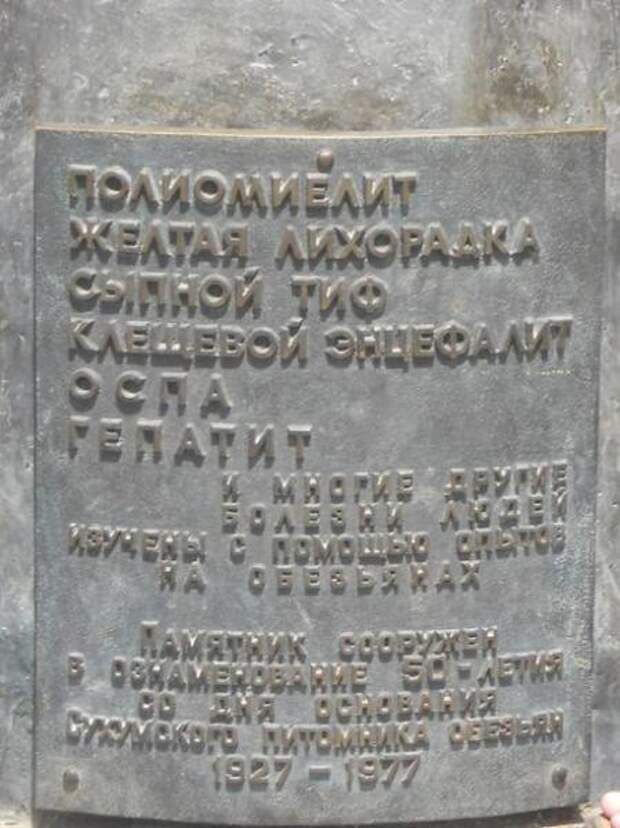 ПОЛИОМИЕЛИТ
ЖЕЛТАЯ ЛИХОРАДКА
СЫПНОЙ ТИФ
КЛЕЩЕВОЙ ЭНЦЕФАЛИТ
ОСПА
ГЕПАТИТ
И МНОГИЕ ДРУГИЕ
БОЛЕЗНИ ЛЮДЕЙ
ИЗУЧЕНЫ С ПОМОЩЬЮ ОПЫТОВ
НА ОБЕЗЬЯНАХ
ПАМЯТНИК СООРУЖЕН
В ОЗНАМЕНОВАНИЕ 50-ЛЕТИЯ
СО ДНЯ ОСНОВАНИЯ
СУХУМСКОГО ПИТОМНИКА ОБЕЗЬЯН
1927 - 1977